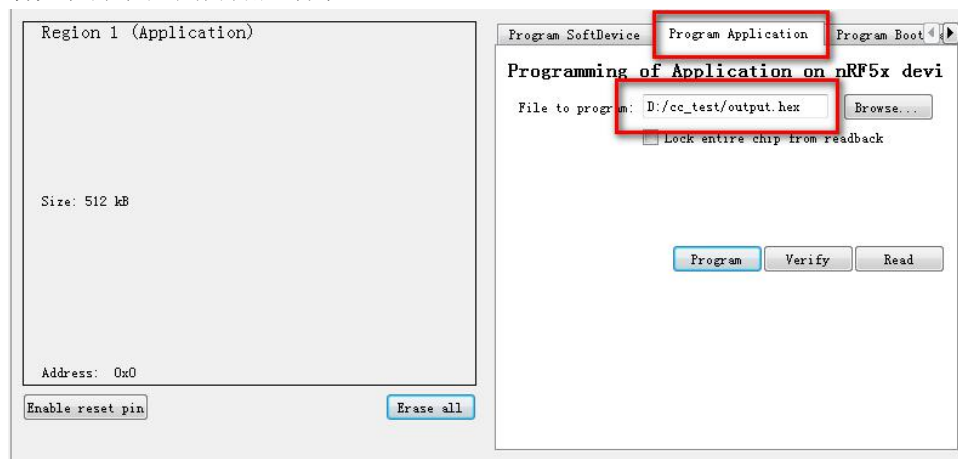 Region 1 (Application)
Size: 512 kB
Address: 0x0
Enable reset pin
Erase all
Program SoftDevice
Program Application
Program Boot
Programming of Application on nRF5x devi
File to program: D:/cc_test/output.hex
Browse...
Lock entire chip from readback
Program
Verify
Read